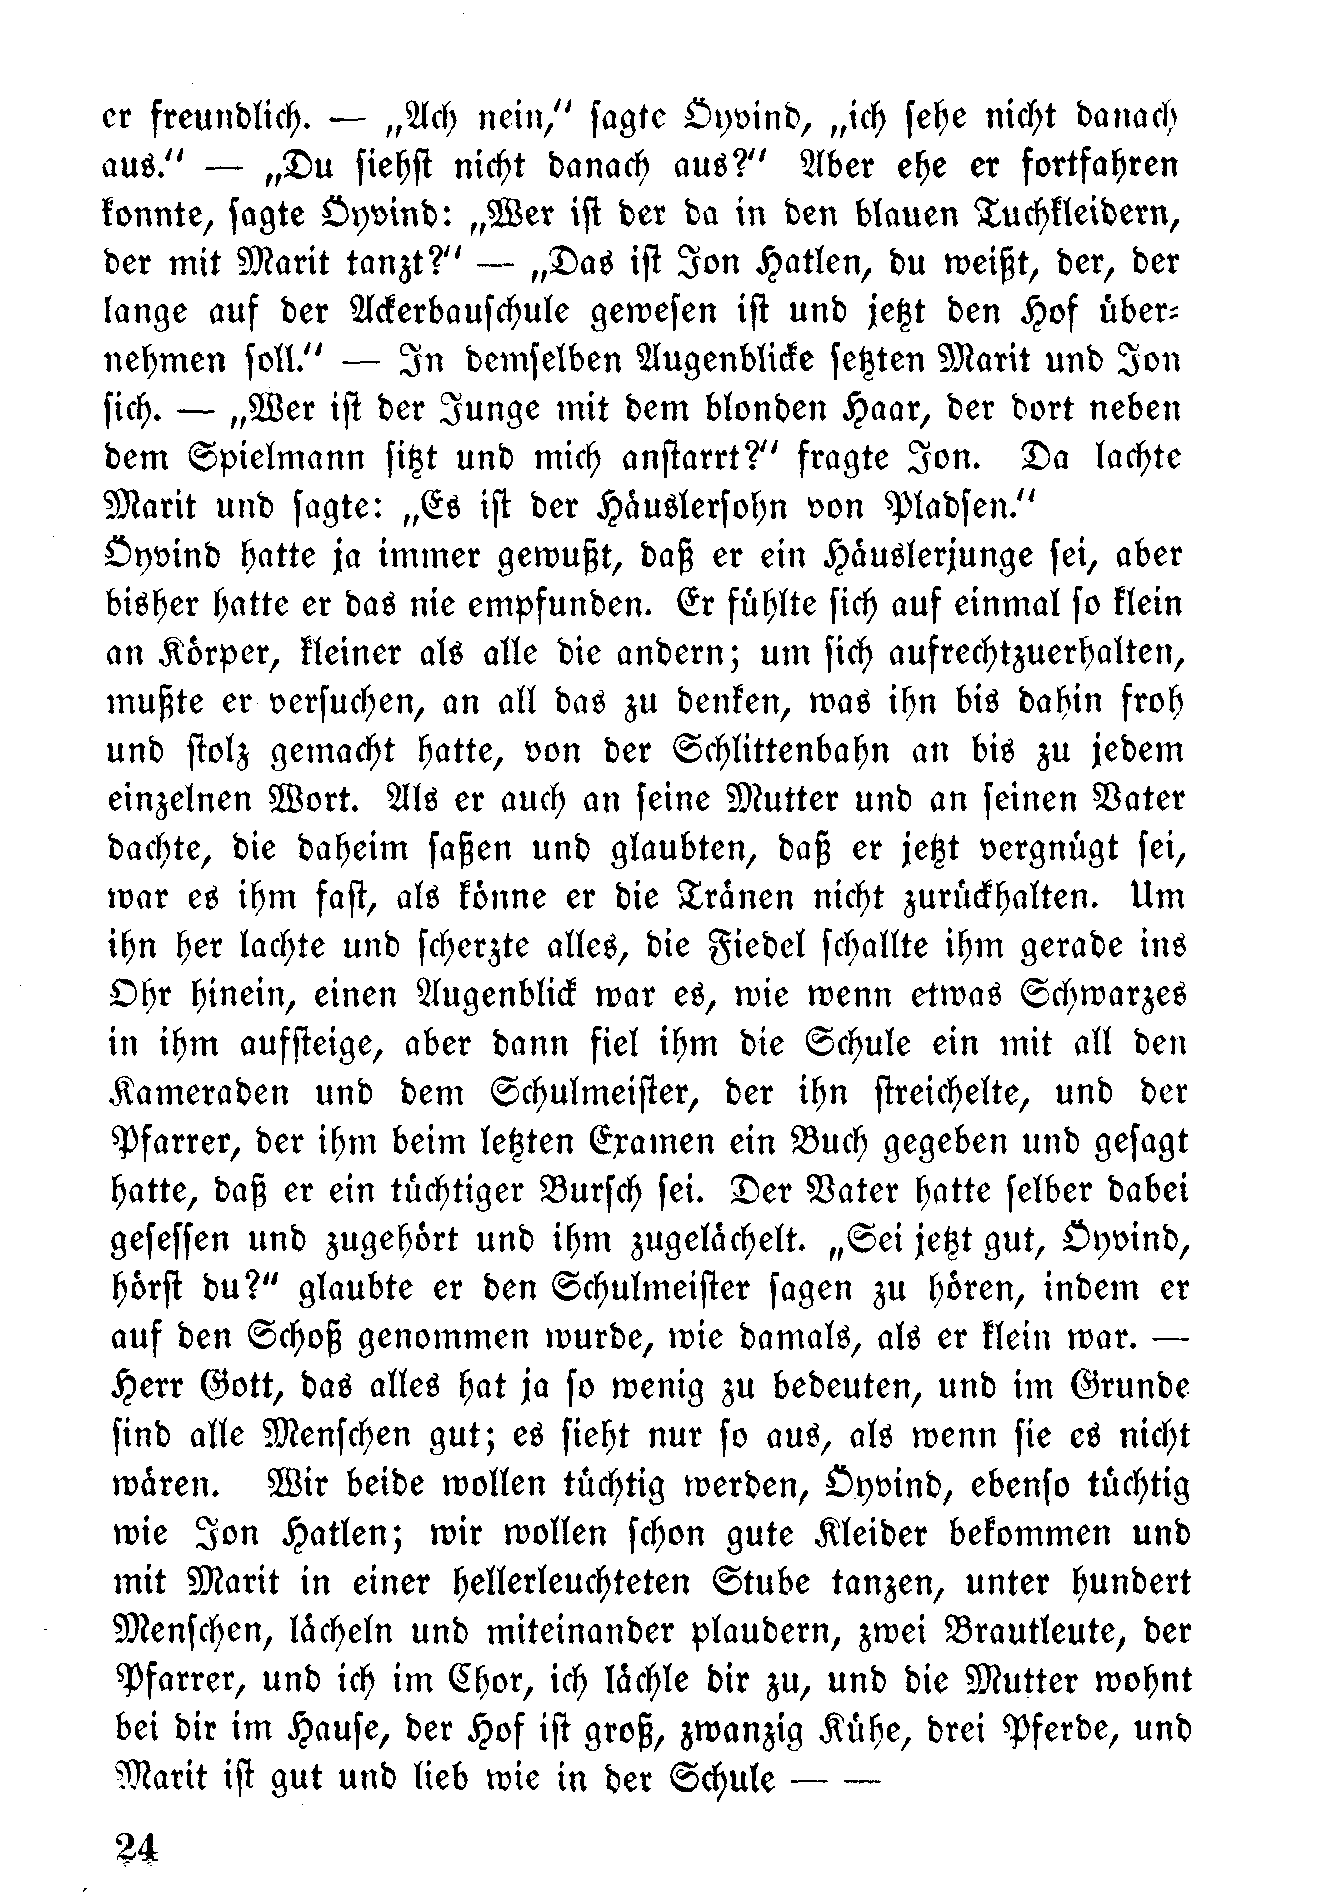 er freundlich. — „Ach nein,“ sagte Öyvind, „ich sehe nicht danach
aus.“ — „Du siehst nicht danach aus?“ Aber ehe er fortfahren
konnte, sagte Öyvind: „Wer ist der da in den blauen Tuchkleidern,
der mit Marit tanzt?“ — „Das ist Jon Hatlen, du weißt, der, der
lange auf der Ackerbauschule gewesen ist und jetzt den Hof über-
nehmen soll.“ — In demselben Augenblicke setzten Marit und Jon
sich. — „Wer ist der Junge mit dem blonden Haar, der dort neben
dem Spielmann sitzt und mich anstarrt?“ fragte Jon. Da lachte
Marit und sagte: „Es ist der Häuslersohn von Pladsen.“
Öyvind hatte ja immer gewußt, daß er ein Häuslerjunge sei, aber
bisher hatte er das nie empfunden. Er fühlte sich auf einmal so klein
an Körper, kleiner als alle die andern; um sich aufrechtzuerhalten,
mußte er versuchen, an all das zu denken, was ihn bis dahin froh
und stolz gemacht hatte, von der Schlittenbahn an bis zu jedem
einzelnen Wort. Als er auch an seine Mutter und an seinen Vater
dachte, die daheim saßen und glaubten, daß er jetzt vergnügt sei,
war es ihm fast, als könne er die Tränen nicht zurückhalten. Um
ihn her lachte und scherzte alles, die Fiedel schallte ihm gerade ins
Ohr hinein, einen Augenblick war es, wie wenn etwas Schwarzes
in ihm aufsteige, aber dann fiel ihm die Schule ein mit all den
Kameraden und dem Schulmeister, der ihn streichelte, und der
Pfarrer, der ihm beim letzten Examen ein Buch gegeben und gesagt
hatte, daß er ein tüchtiger Bursch sei. Der Vater hatte selber dabei
gesessen und zugehört und ihm zugelächelt. „Sei jetzt gut, Öyvind,
hörst du?“ glaubte er den Schulmeister sagen zu hören, indem er
auf den Schoß genommen wurde, wie damals, als er klein war. —
Herr Gott, das alles hat ja so wenig zu bedeuten, und im Grunde
sind alle Menschen gut; es sieht nur so aus, als wenn sie es nicht
wären. Wir beide wollen tüchtig werden, Öyvind, ebenso tüchtig
wie Jon Hatlen; wir wollen schon gute Kleider bekommen und
mit Marit in einer hellerleuchteten Stube tanzen, unter hundert
Menschen, lächeln und miteinander plaudern, zwei Brautleute, der
Pfarrer, und ich im Chor, ich lächle dir zu, und die Mutter wohnt
bei dir im Hause, der Hof ist groß, zwanzig Kühe, drei Pferde, und
Marit ist gut und lieb wie in der Schule — —
24